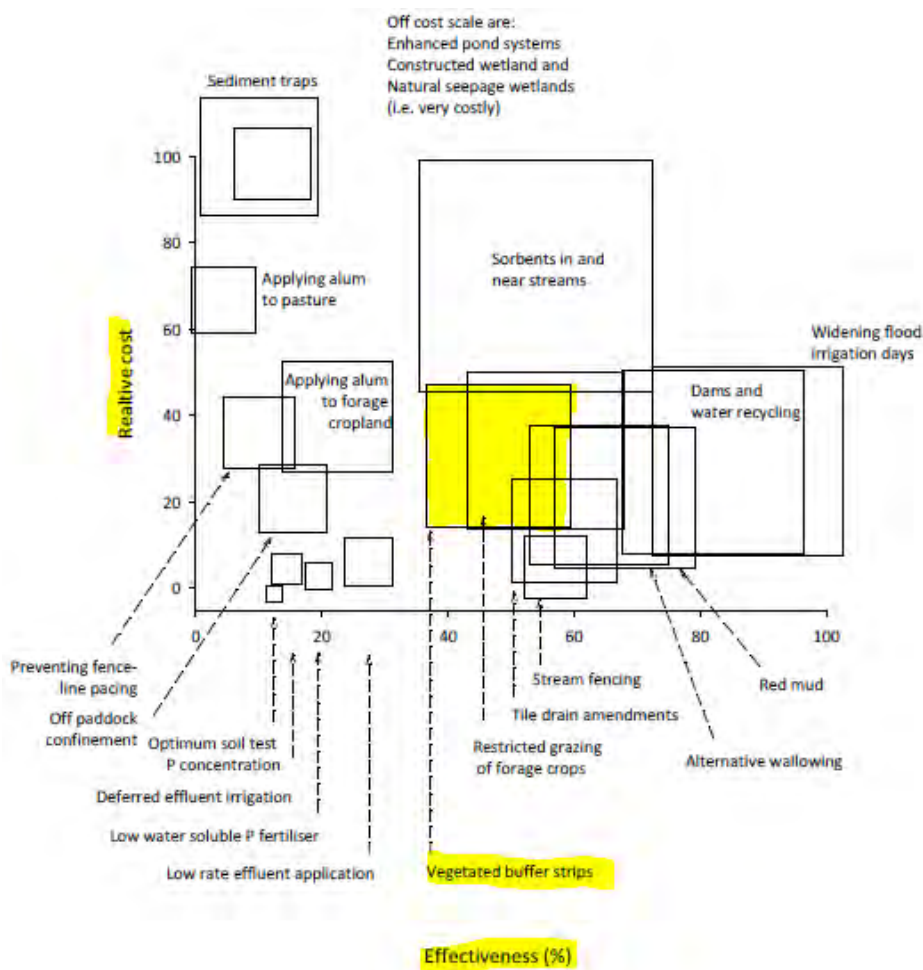 Off cost scale are:
Enhanced pond systems
Constructed wetland and
Natural seepage wetlands
(i.e. very costly)
Sediment traps
100
80
60
40
20
0
Realtive cost
Applying alum
to pasture
Sorbents in and
near streams
Widening flood
irrigation days
Applying alum
to forage
cropland
Dams and
water recycling
0
20
40
60
80
100
Preventing fence-
line pacing
Off paddock
confinement
Optimum soil test
P concentration
Deferred effluent irrigation
Low water soluble P fertiliser
Low rate effluent application
Vegetated buffer strips
Restricted grazing
of forage crops
Tile drain amendments
Stream fencing
Alternative wallowing
Red mud
Effectiveness (%)